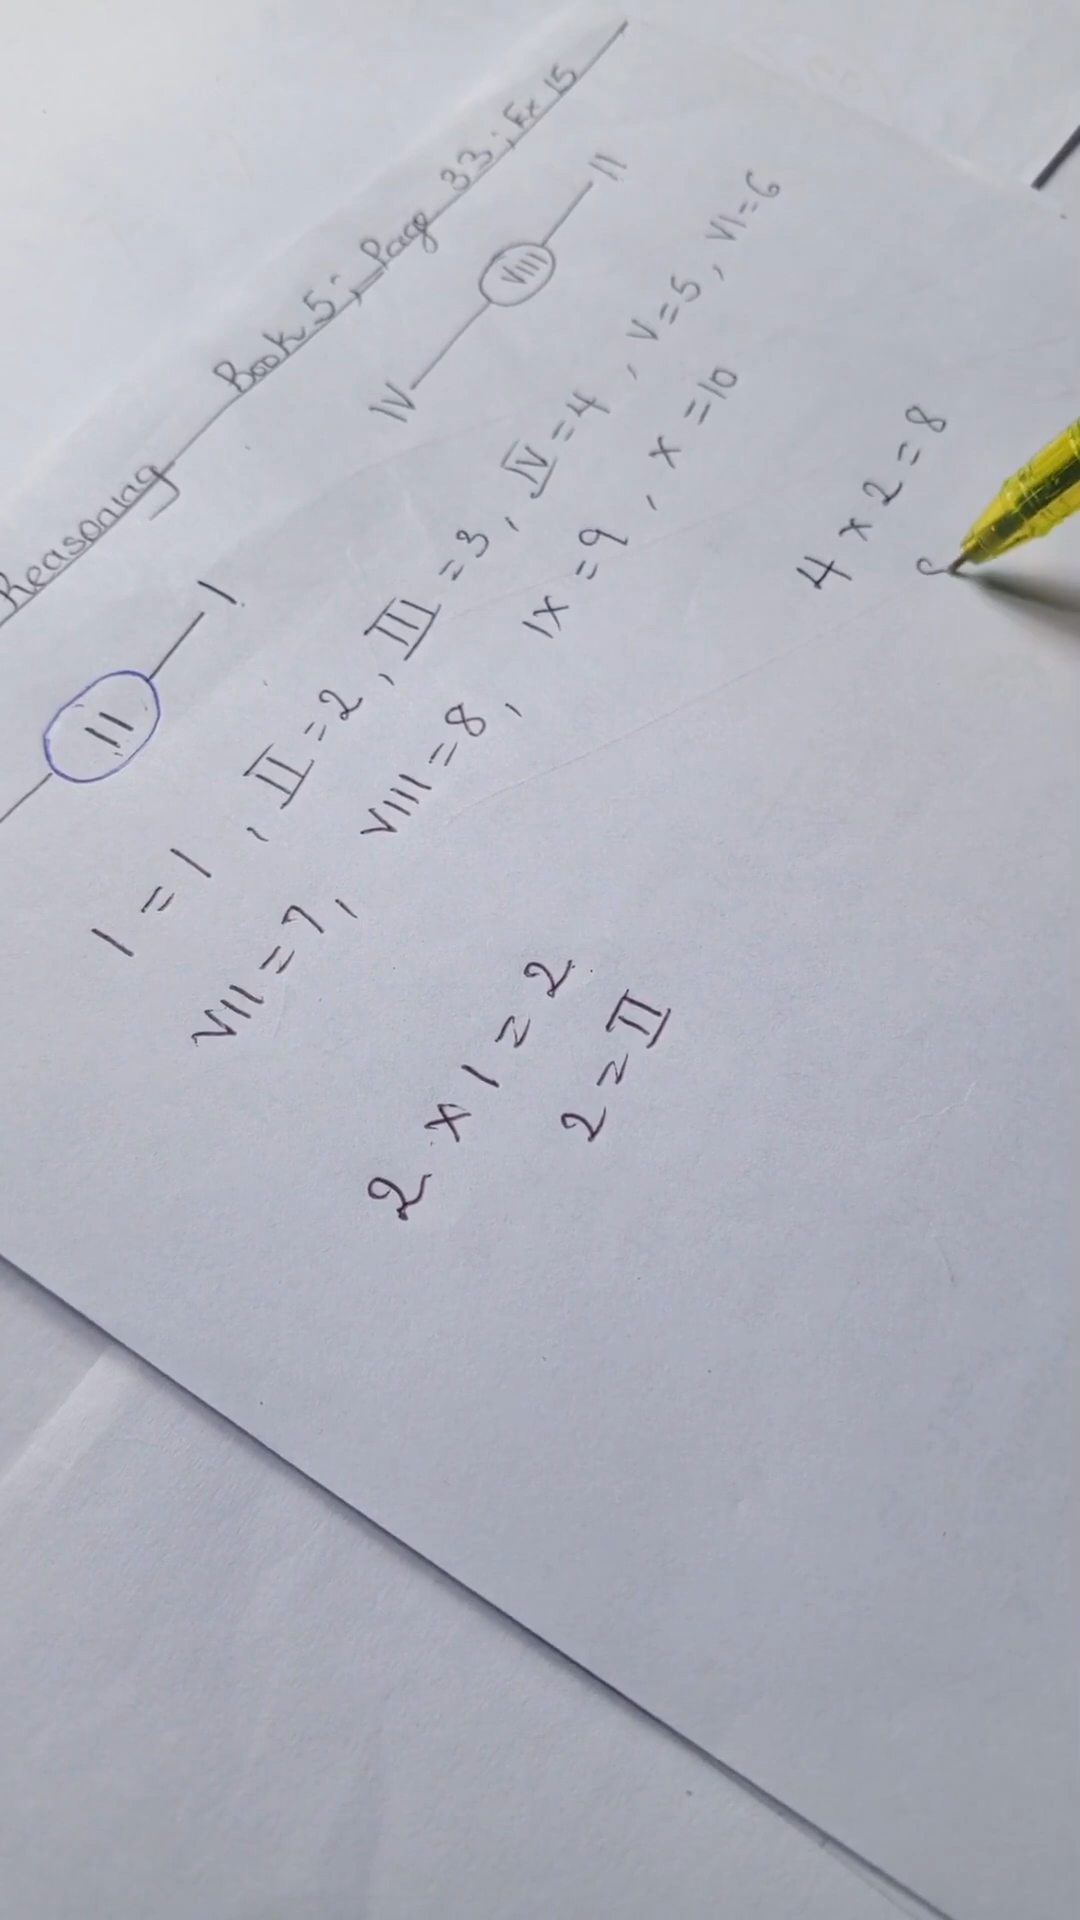 Reasoning Book 5; Page 33; Ex 15
II I
IV VIII II
I = 1, II = 2, III = 3, IV = 4, V = 5, VI = 6
VII = 7, VIII = 8, IX = 9, X = 10
2 x 1 = 2
2 = II
4 x 2 = 8